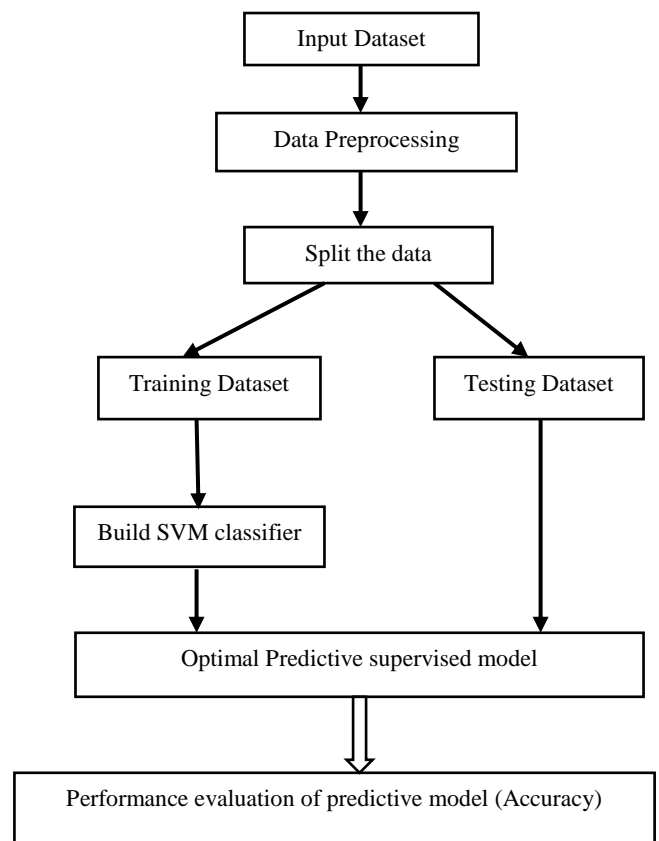 Input Dataset
Data Preprocessing
Split the data
Training Dataset
Testing Dataset
Build SVM classifier
Optimal Predictive supervised model
Performance evaluation of predictive model (Accuracy)